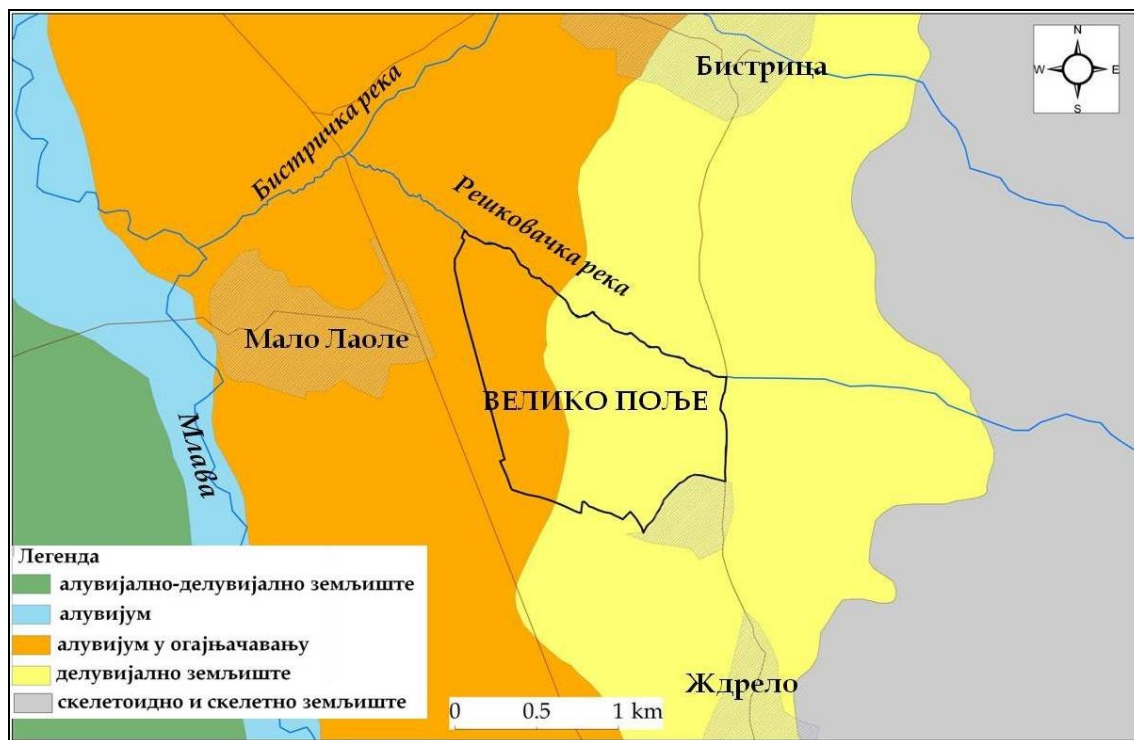 N
W
E
S
Бистрица
Бистричка река
Решковачка река
Мало Лаоле
ВЕЛИКО ПОЉЕ
Млава
Ждрело
Легенда
алувијално-делувијално земљиште
алувијум
алувијум у огајњачавању
делувијално земљиште
скелетоидно и скелетно земљиште
0 0.5 1 km